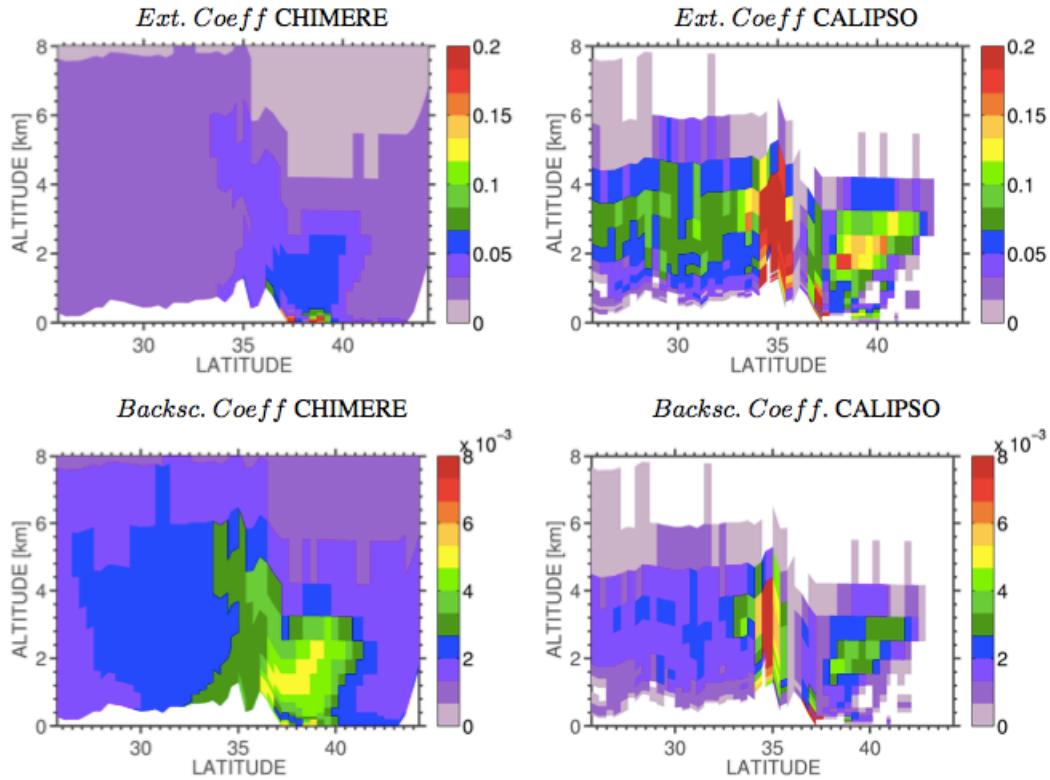 Ext. Coeff CHIMERE
8
6
4
2
0
ALTITUDE [km]
30 35 40
LATITUDE
0.2
0.15
0.1
0.05
0
Ext. Coeff CALIPSO
8
6
4
2
0
ALTITUDE [km]
30 35 40
LATITUDE
0.2
0.15
0.1
0.05
0
Backsc. Coeff CHIMERE
8
6
4
2
0
ALTITUDE [km]
30 35 40
LATITUDE
x 10-3
8
6
4
2
0
Backsc. Coeff. CALIPSO
8
6
4
2
0
ALTITUDE [km]
30 35 40
LATITUDE
x 10-3
8
6
4
2
0